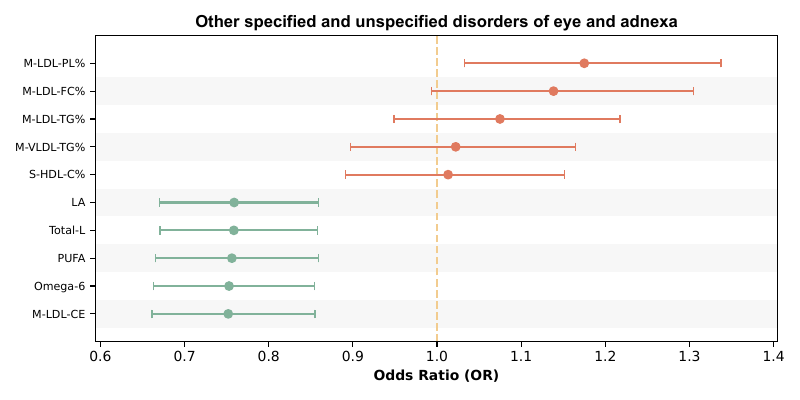 Other specified and unspecified disorders of eye and adnexa
M-LDL-PL%
M-LDL-FC%
M-LDL-TG%
M-VLDL-TG%
S-HDL-C%
LA
Total-L
PUFA
Omega-6
M-LDL-CE
0.6 0.7 0.8 0.9 1.0 1.1 1.2 1.3 1.4
Odds Ratio (OR)